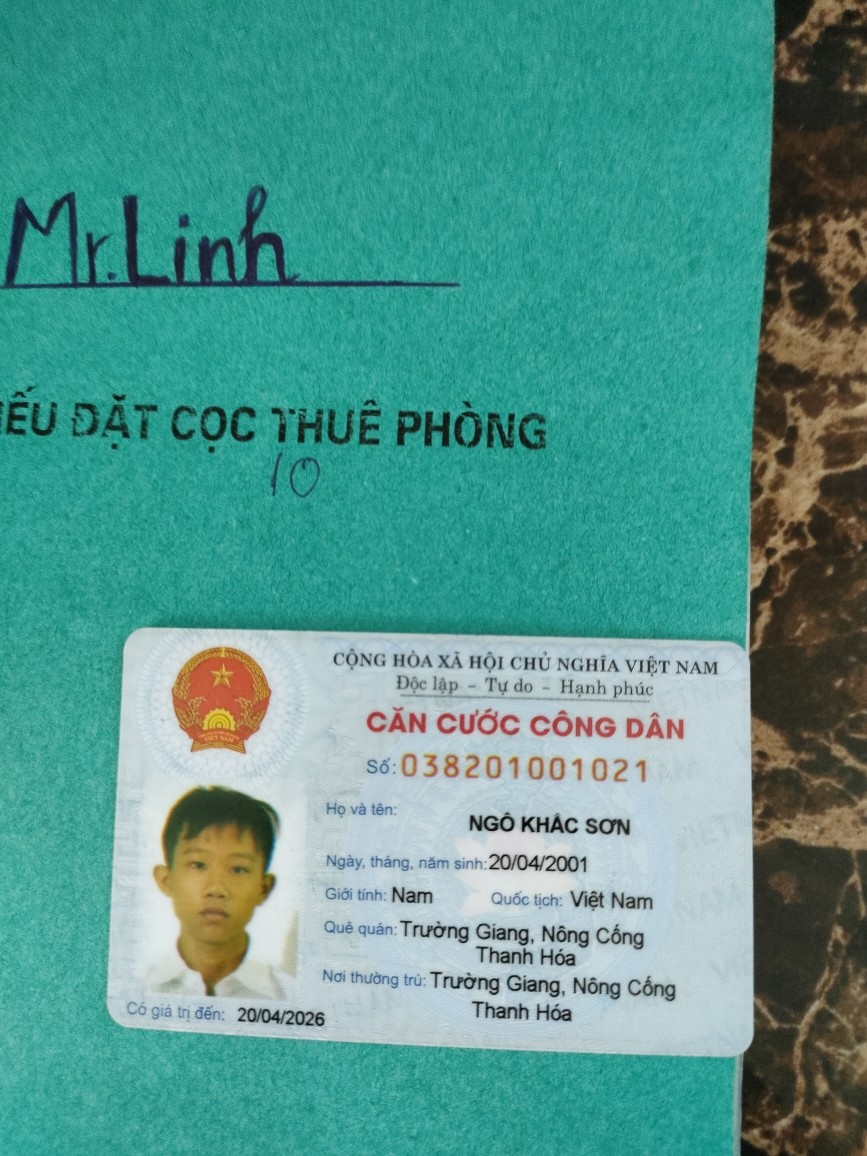 Mr.Linh
ĐẶT CỌC THUÊ PHÒNG
10
CỘNG HÒA XÃ HỘI CHỦ NGHĨA VIỆT NAM
Độc lập - Tự do - Hạnh phúc
CĂN CƯỚC CÔNG DÂN
Số: 038201001021
Họ và tên:
NGÔ KHẮC SƠN
Ngày, tháng, năm sinh: 20/04/2001
Giới tính: Nam Quốc tịch: Việt Nam
Quê quán: Trường Giang, Nông Cống
Thanh Hóa
Nơi thường trú: Trường Giang, Nông Cống
Thanh Hóa
Có giá trị đến: 20/04/2026